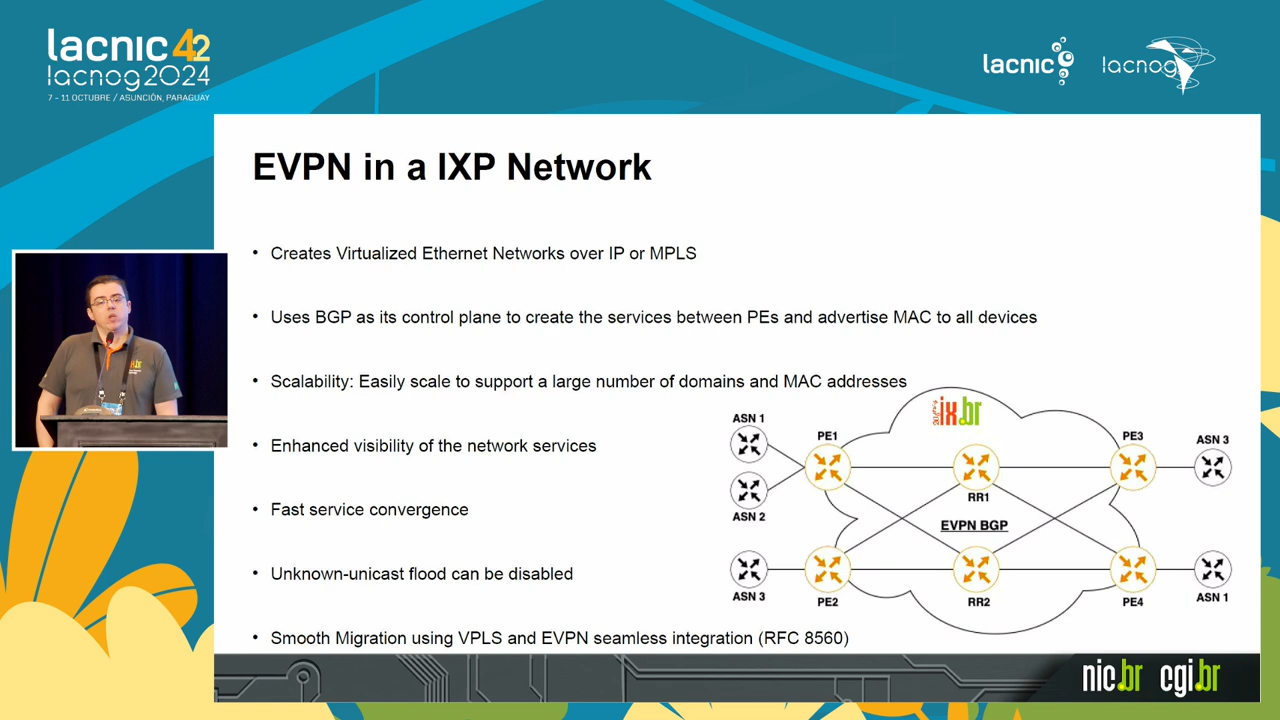 lacnic 42
lacnog2024
7 - 11 OCTUBRE / ASUNCIÓN, PARAGUAY
lacnic
lacnog
EVPN in a IXP Network
• Creates Virtualized Ethernet Networks over IP or MPLS
• Uses BGP as its control plane to create the services between PEs and advertise MAC to all devices
• Scalability: Easily scale to support a large number of domains and MAC addresses
• Enhanced visibility of the network services
• Fast service convergence
• Unknown-unicast flood can be disabled
• Smooth Migration using VPLS and EVPN seamless integration (RFC 8560)
ix.br
ASN 1
PE1
PE3
ASN 3
RR1
ASN 2
EVPN BGP
ASN 3
PE2
RR2
PE4
ASN 1
nic.br cgi.br